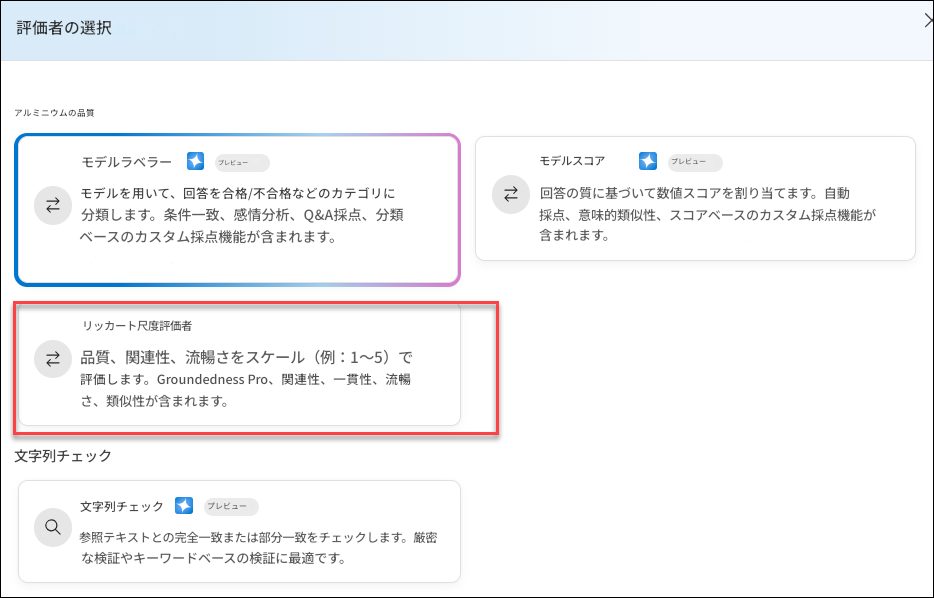 評価者の選択
アルミニウムの品質
モデルラベラー プレビュー
モデルを用いて、回答を合格/不合格などのカテゴリに
分類します。条件一致、感情分析、Q&A採点、分類
ベースのカスタム採点機能が含まれます。
モデルスコア プレビュー
回答の質に基づいて数値スコアを割り当てます。自動
採点、意味的類似性、スコアベースのカスタム採点機能が
含まれます。
リッカート尺度評価者
品質、関連性、流暢さをスケール（例：1～5）で
評価します。Groundedness Pro、関連性、一貫性、流暢
さ、類似性が含まれます。
文字列チェック
文字列チェック プレビュー
参照テキストとの完全一致または部分一致をチェックします。厳密
な検証やキーワードベースの検証に最適です。